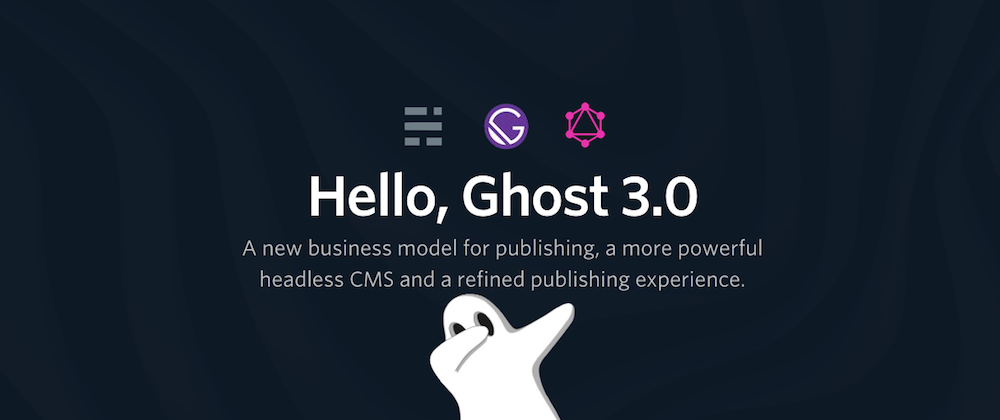 Hello, Ghost 3.0
A new business model for publishing, a more powerful
headless CMS and a refined publishing experience.